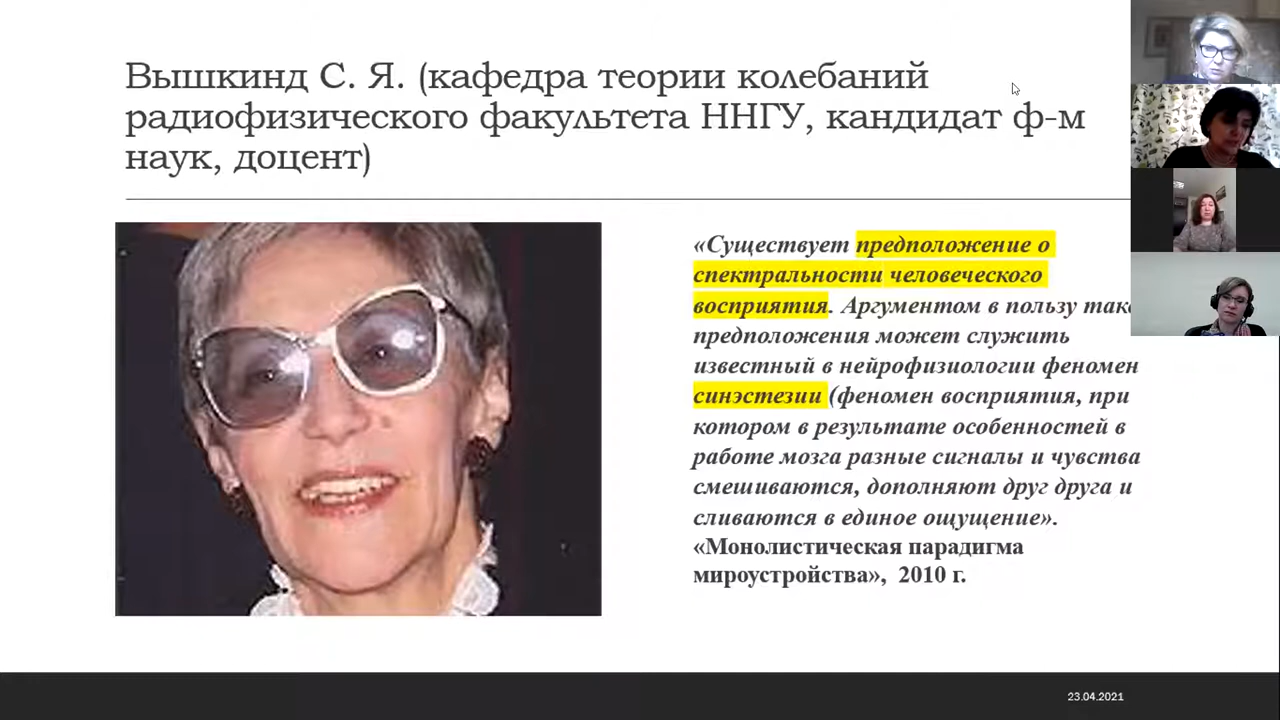 Вышкинд С. Я. (кафедра теории колебаний
радиофизического факультета ННГУ, кандидат ф-м
наук, доцент)
«Существует предположение о
спектральности человеческого
восприятия. Аргументом в пользу
предположения может служить
известный в нейрофизиологии феномен
синэстезии (феномен восприятия, при
котором в результате особенностей в
работе мозга разные сигналы и чувства
смешиваются, дополняют друг друга и
сливаются в единое ощущение».
«Монолистическая парадигма
мироустройства», 2010 г.
23.04.2021